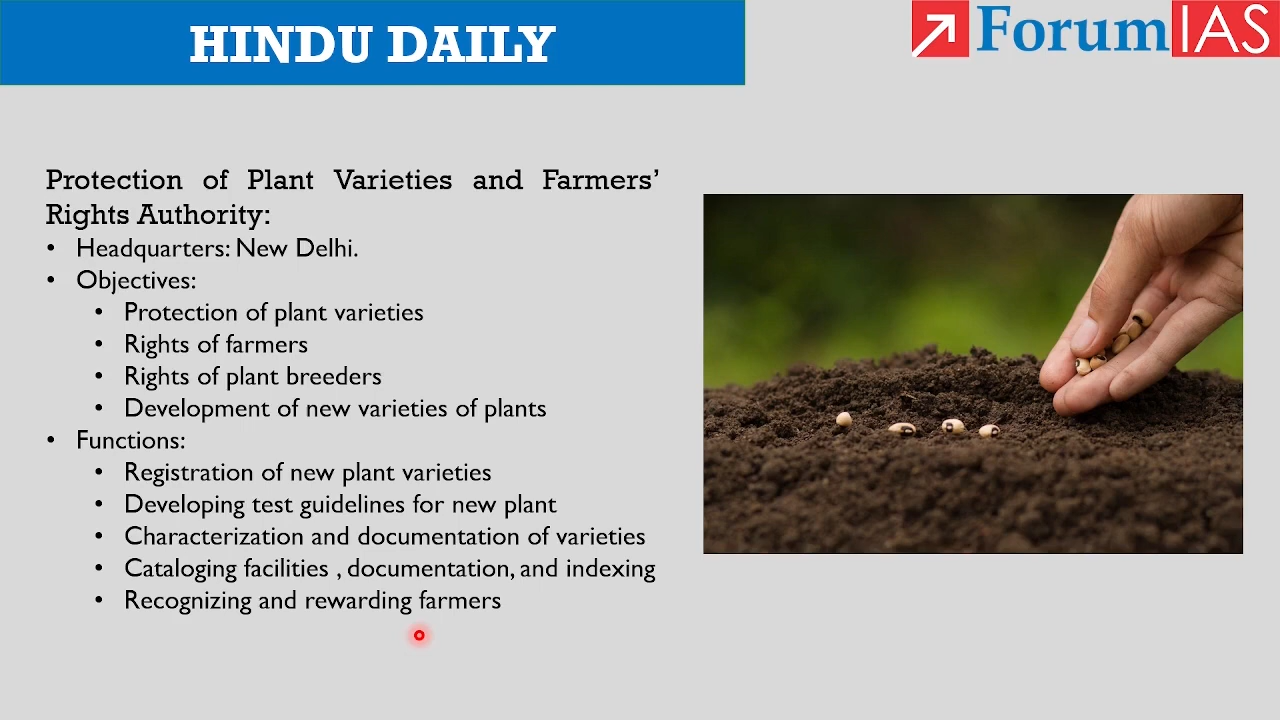 HINDU DAILY
ForumIAS
Protection of Plant Varieties and Farmers’
Rights Authority:
• Headquarters: New Delhi.
• Objectives:
• Protection of plant varieties
• Rights of farmers
• Rights of plant breeders
• Development of new varieties of plants
• Functions:
• Registration of new plant varieties
• Developing test guidelines for new plant
• Characterization and documentation of varieties
• Cataloging facilities , documentation, and indexing
• Recognizing and rewarding farmers